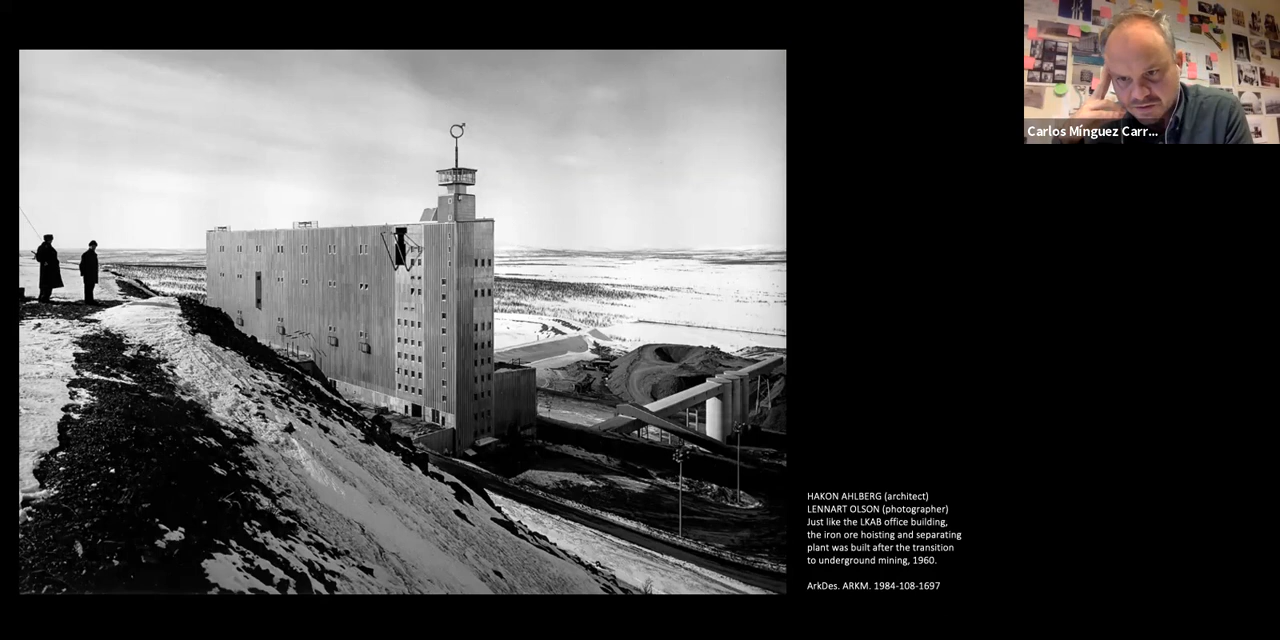 Carlos Mínguez Carr...
HAKON AHLBERG (architect)
LENNART OLSON (photographer)
Just like the LKAB office building,
the iron ore hoisting and separating
plant was built after the transition
to underground mining, 1960.
ArkDes. ARKM. 1984-108-1697